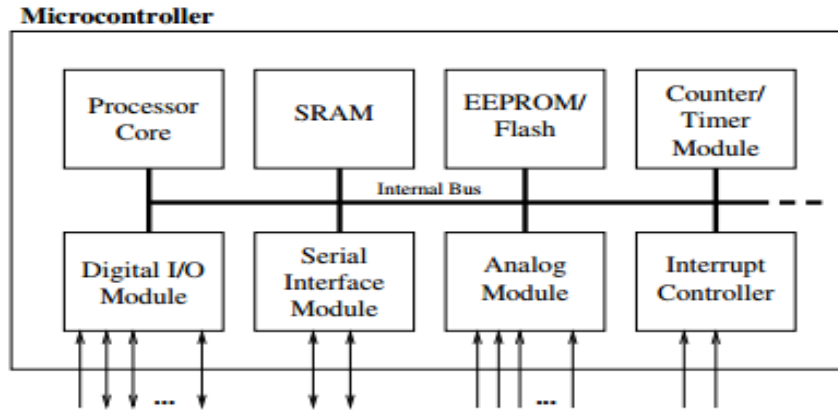 Microcontroller
Processor
Core
SRAM
EEPROM/
Flash
Counter/
Timer
Module
Internal Bus
Digital I/O
Module
Serial
Interface
Module
Analog
Module
Interrupt
Controller
...
...